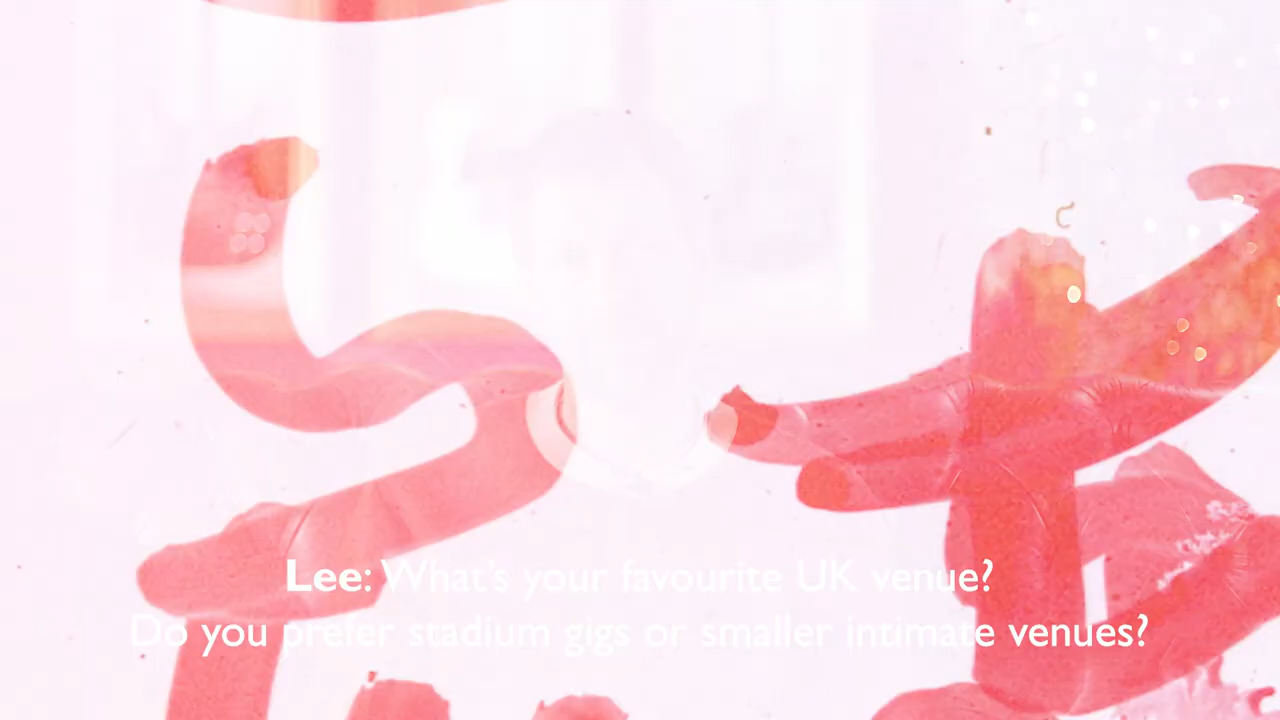 Lee: What's your favourite UK venue?
Do you prefer stadium gigs or smaller intimate venues?